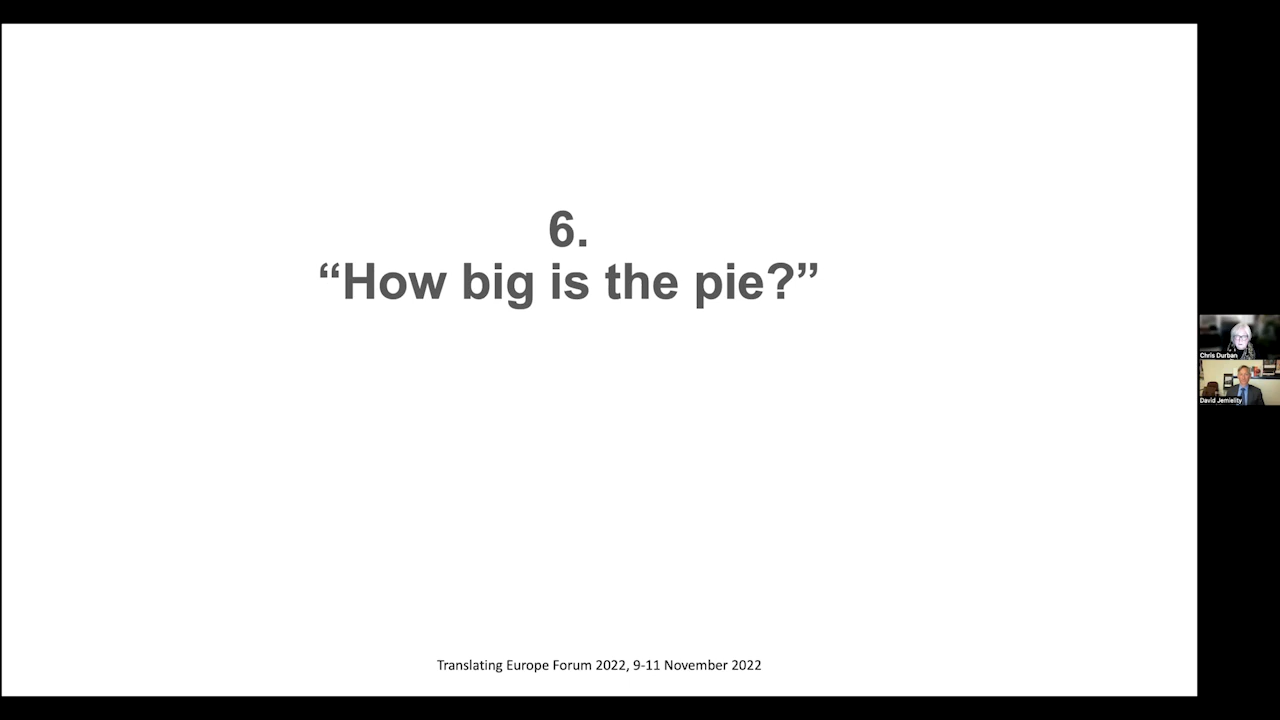 6.
“How big is the pie?”
Translating Europe Forum 2022, 9-11 November 2022
Chris Durban
David Jemielity